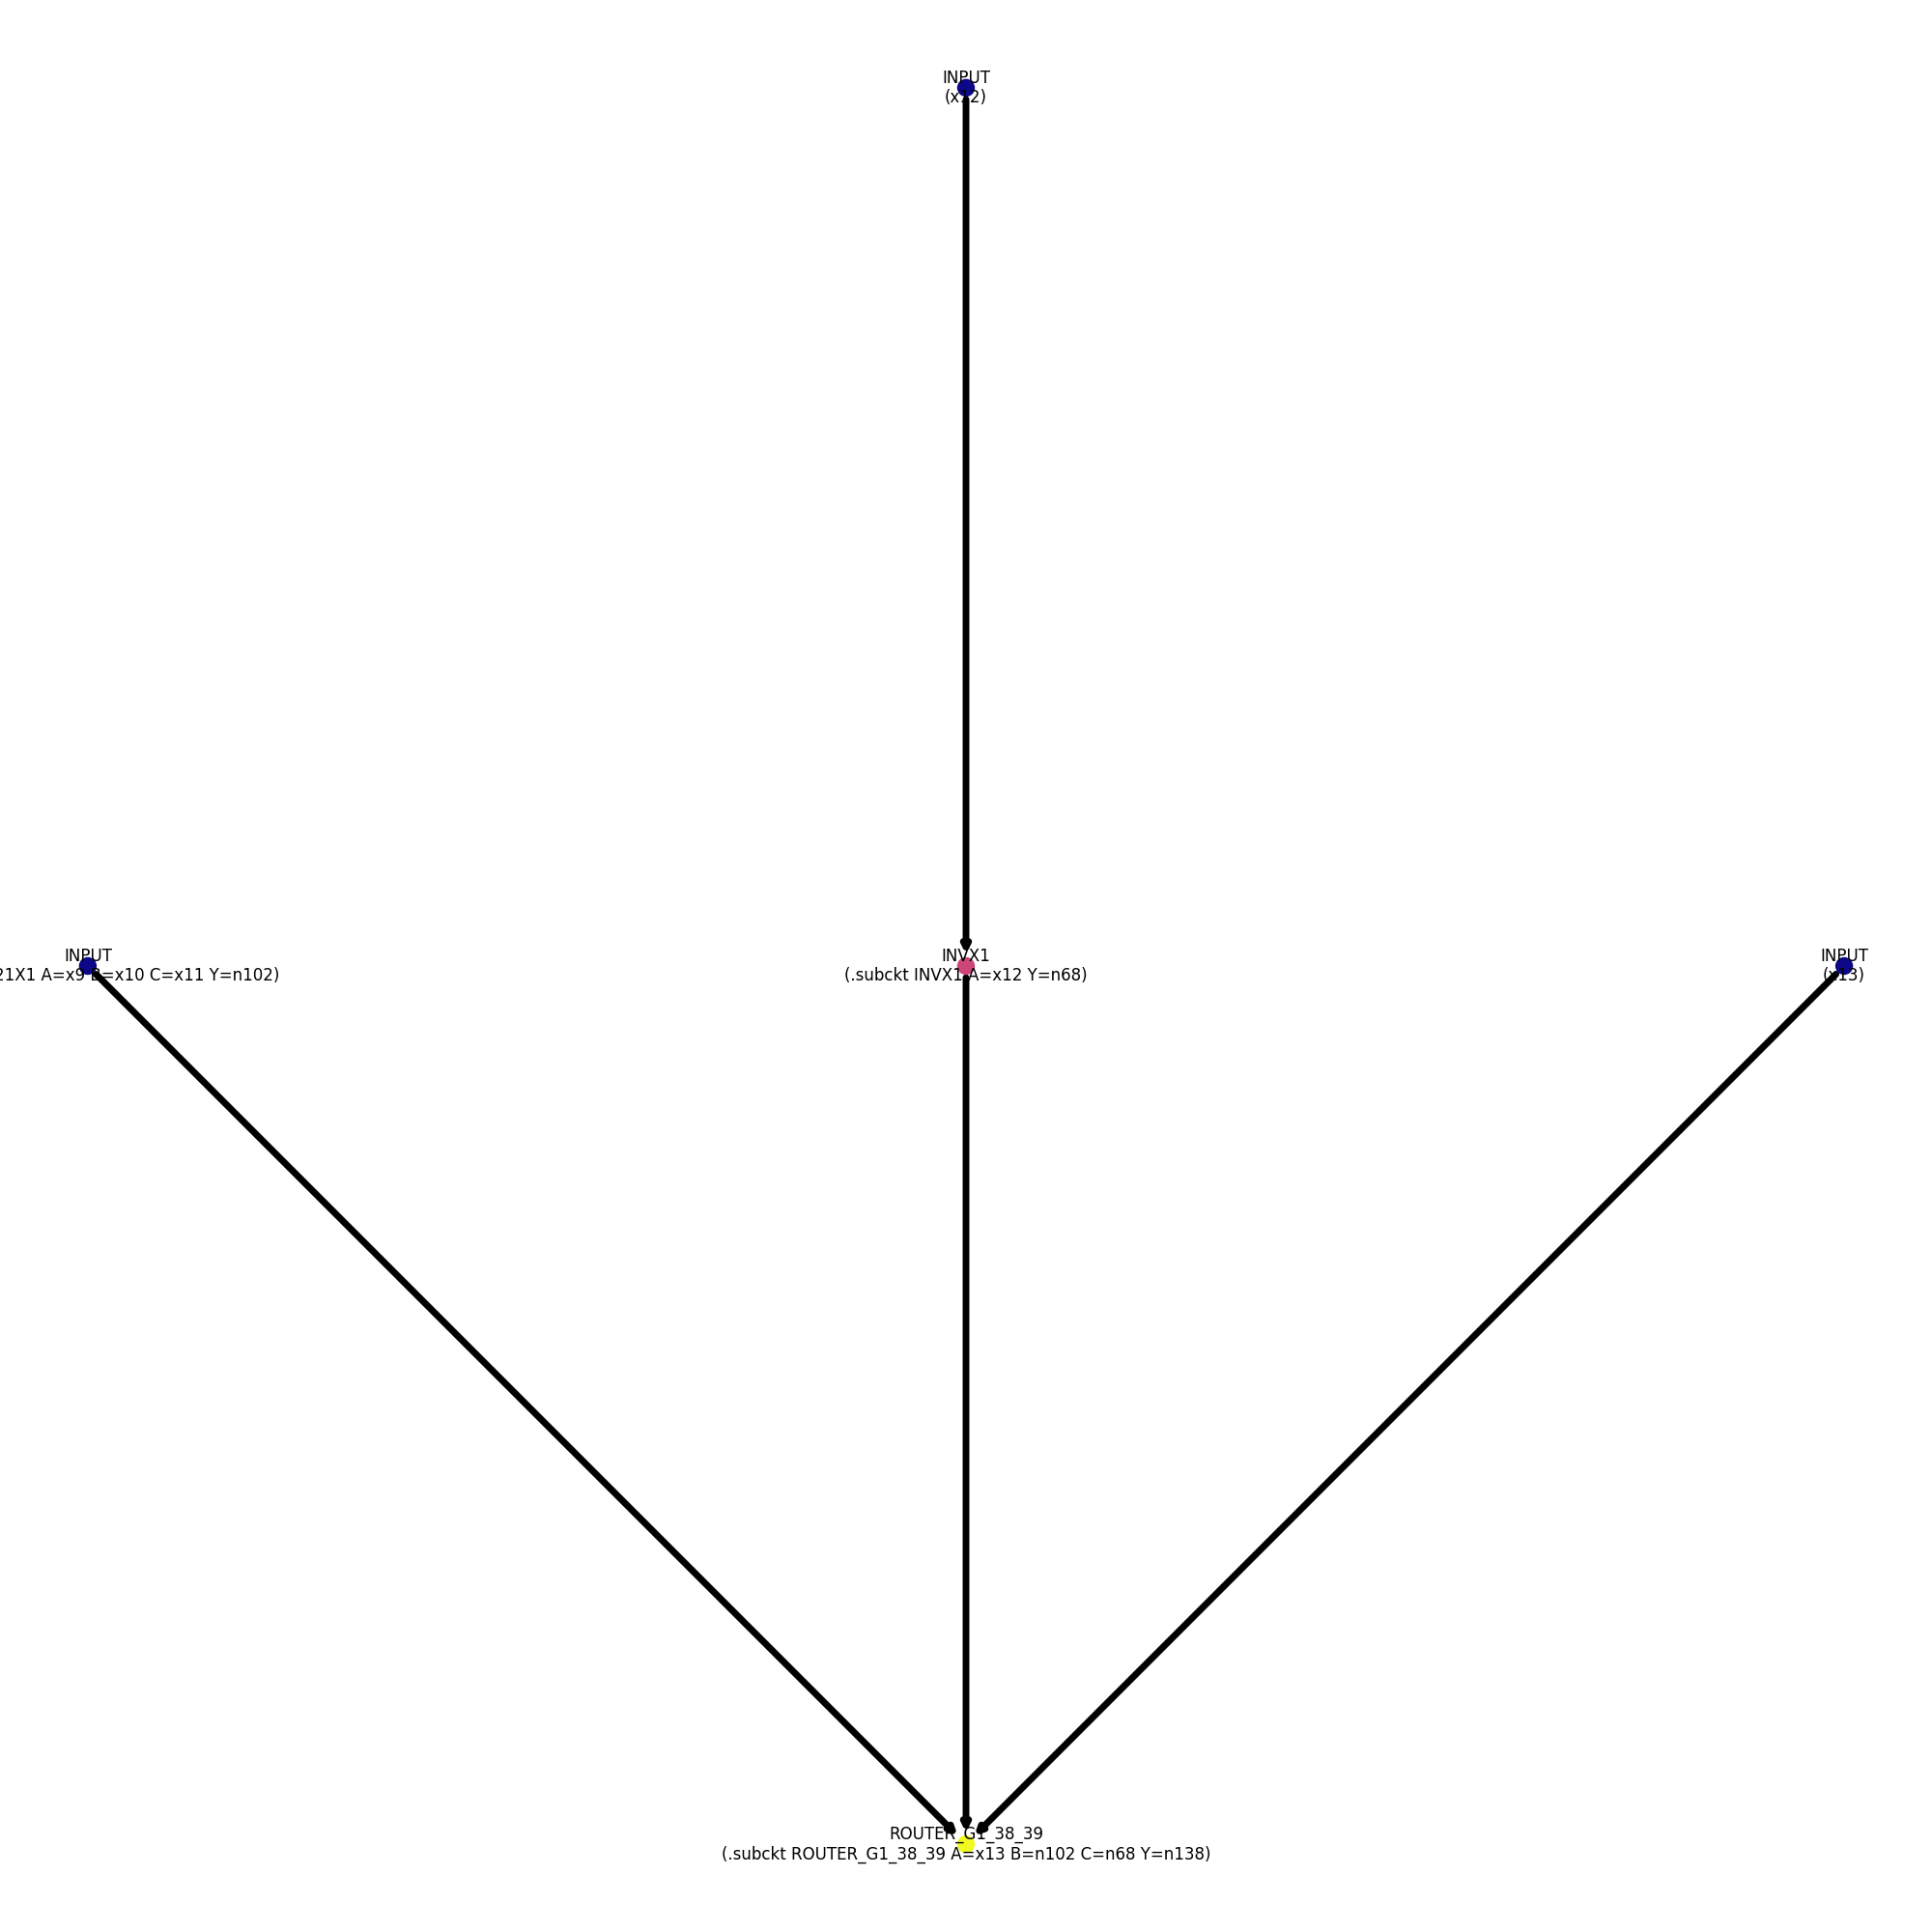 INPUT
(x12)
INPUT
21X1 A=x9 B=x10 C=x11 Y=n102)
INVX1
(.subckt INVX1 A=x12 Y=n68)
INPUT
(x13)
ROUTER_G1_38_39
(.subckt ROUTER_G1_38_39 A=x13 B=n102 C=n68 Y=n138)